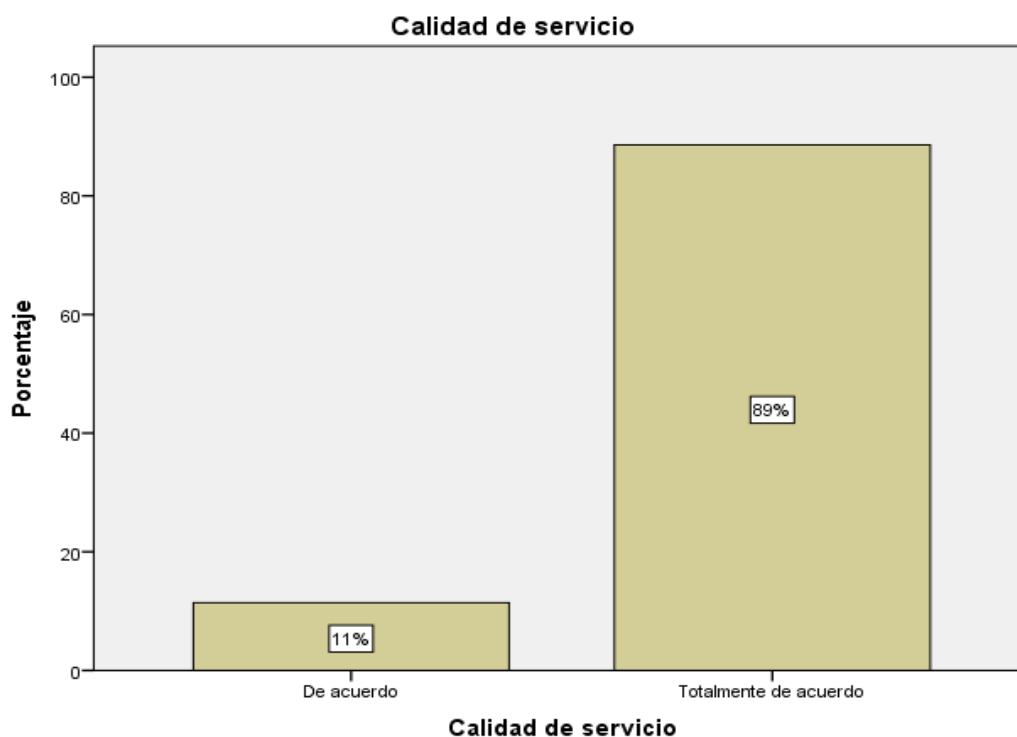 Calidad de servicio
Porcentaje
100
80
60
40
20
0
11%
89%
De acuerdo
Totalmente de acuerdo
Calidad de servicio